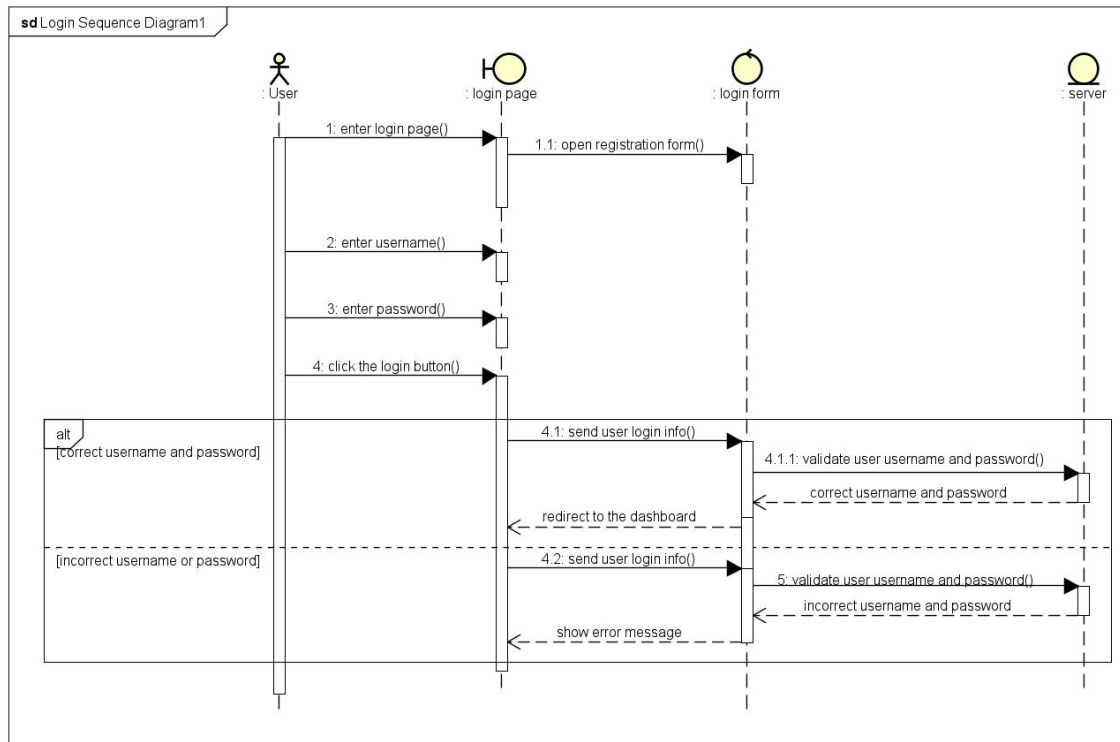 sd Login Sequence Diagram1
: User
: login page
: login form
: server
1: enter login page()
1.1: open registration form()
2: enter username()
3: enter password()
4: click the login button()
alt
[correct username and password]
4.1: send user login info()
4.1.1: validate user username and password()
correct username and password
redirect to the dashboard
[incorrect username or password]
4.2: send user login info()
5: validate user username and password()
incorrect username and password
show error message